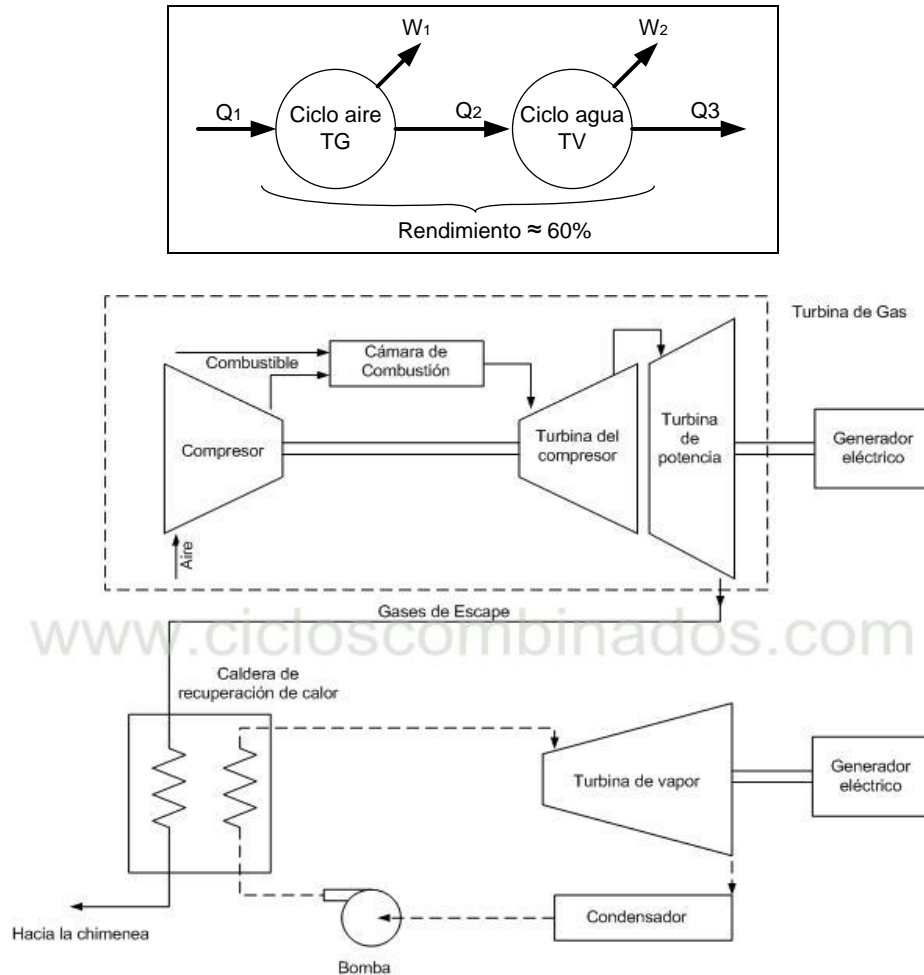 W1
W2
Q1
Ciclo aire
TG
Q2
Ciclo agua
TV
Q3
Rendimiento ≈ 60%
Turbina de Gas
Combustible
Cámara de
Combustión
Compresor
Turbina del
compresor
Turbina
de
potencia
Generador
eléctrico
Aire
Gases de Escape
www.cicloscombinados.com
Caldera de
recuperación de calor
Turbina de vapor
Generador
eléctrico
Condensador
Hacia la chimenea
Bomba